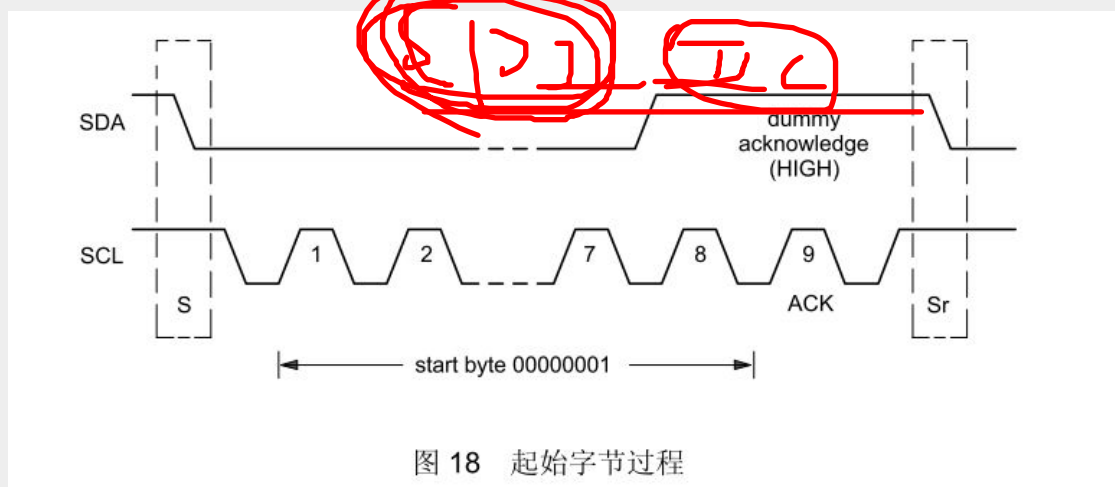 SDA
dummy
acknowledge
(HIGH)
SCL
1 2 7 8 9
S ACK Sr
start byte 00000001
图 18 起始字节过程